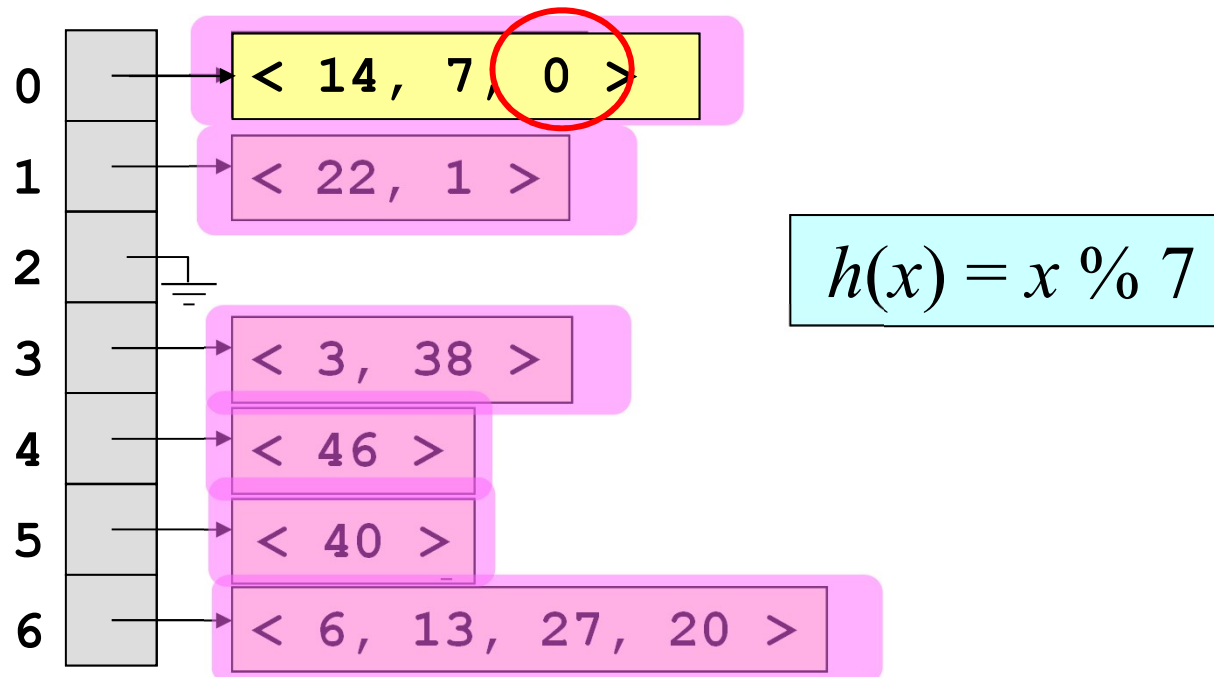 0 < 14, 7, 0 >
1 < 22, 1 >
2
h(x) = x % 7
3 < 3, 38 >
4 < 46 >
5 < 40 >
6 < 6, 13, 27, 20 >